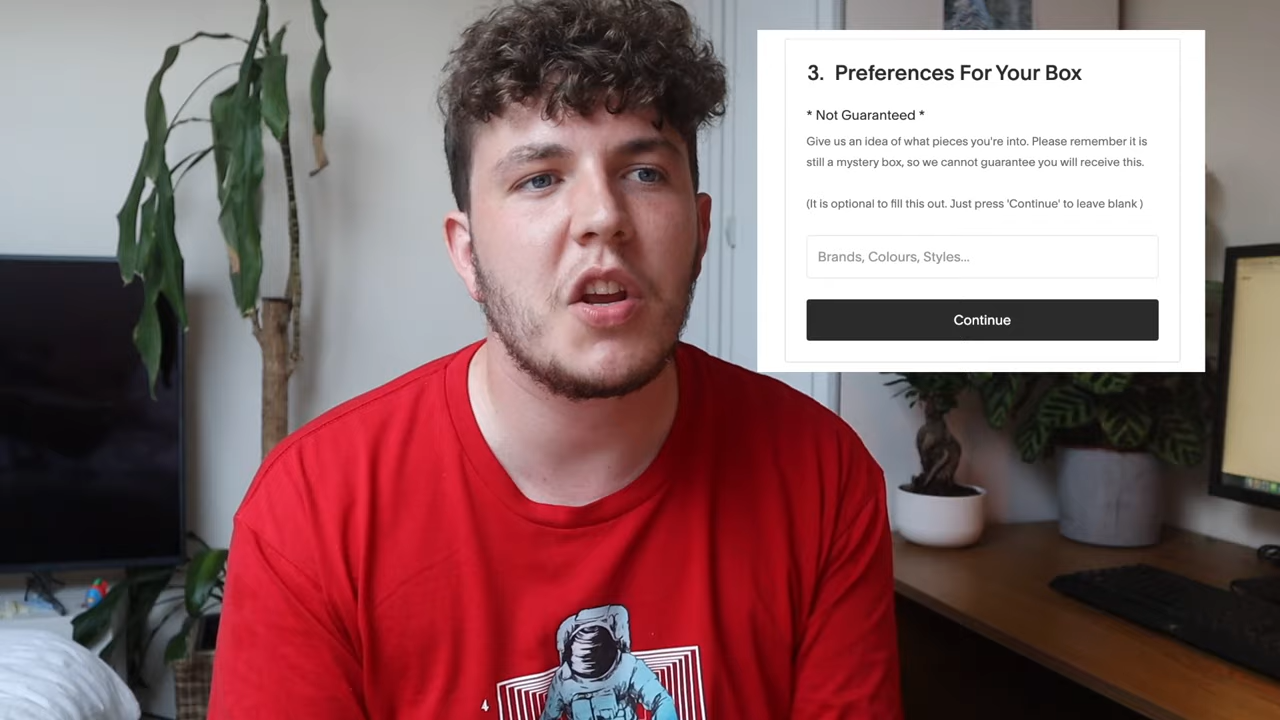 3. Preferences For Your Box
* Not Guaranteed *
Give us an idea of what pieces you're into. Please remember it is
still a mystery box, so we cannot guarantee you will receive this.
(It is optional to fill this out. Just press 'Continue' to leave blank )
Brands, Colours, Styles...
Continue
4